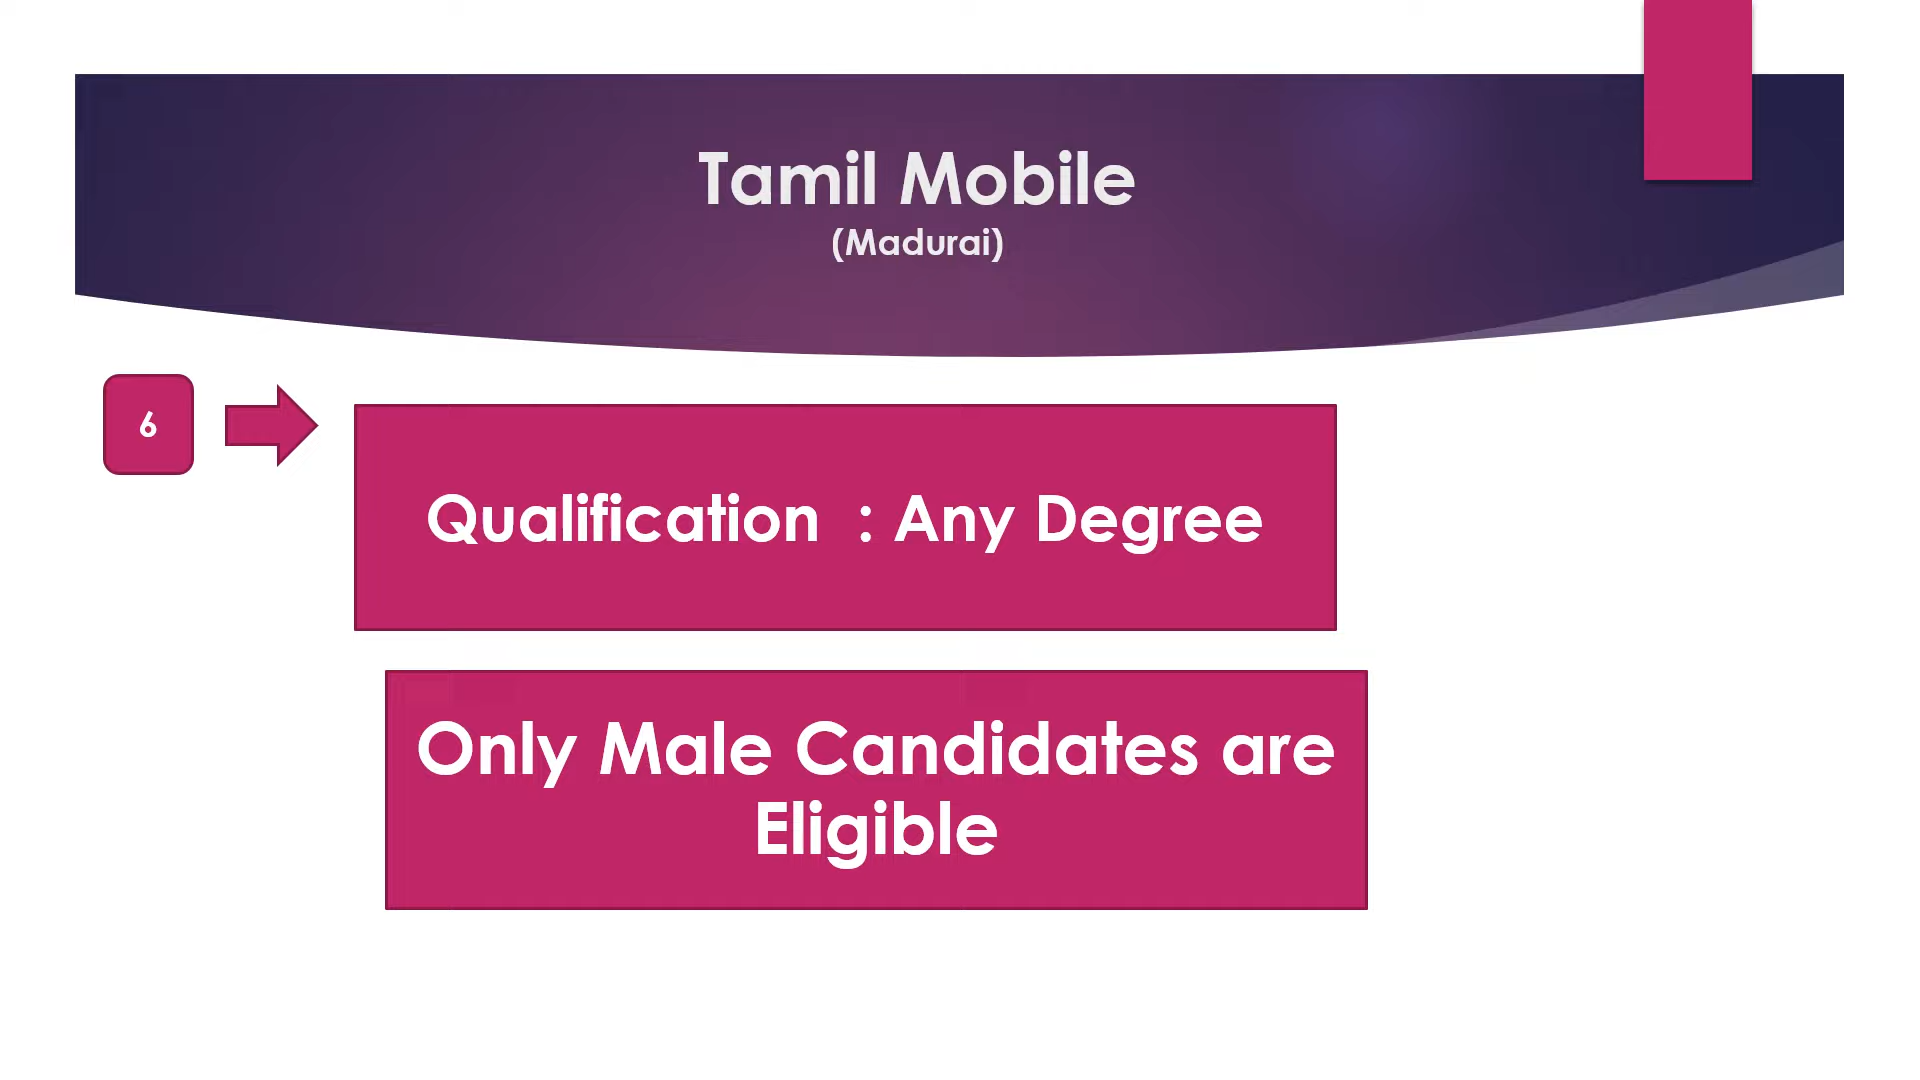 Tamil Mobile
(Madurai)
6
Qualification  : Any Degree
Only Male Candidates are
Eligible